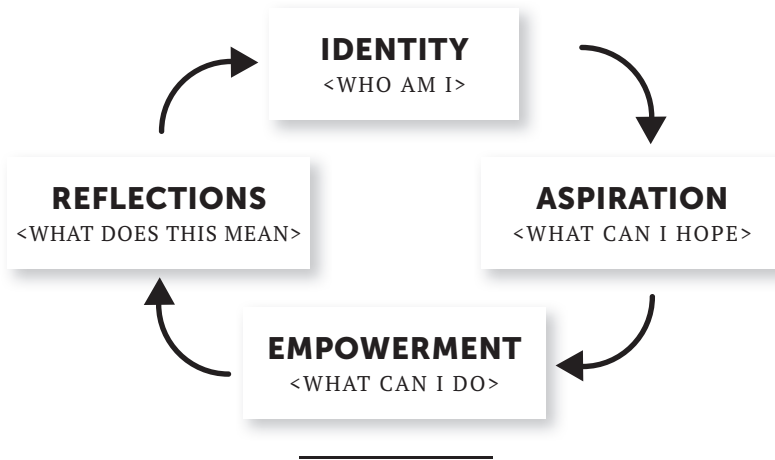 IDENTITY
<WHO AM I>
REFLECTIONS
<WHAT DOES THIS MEAN>
ASPIRATION
<WHAT CAN I HOPE>
EMPOWERMENT
<WHAT CAN I DO>